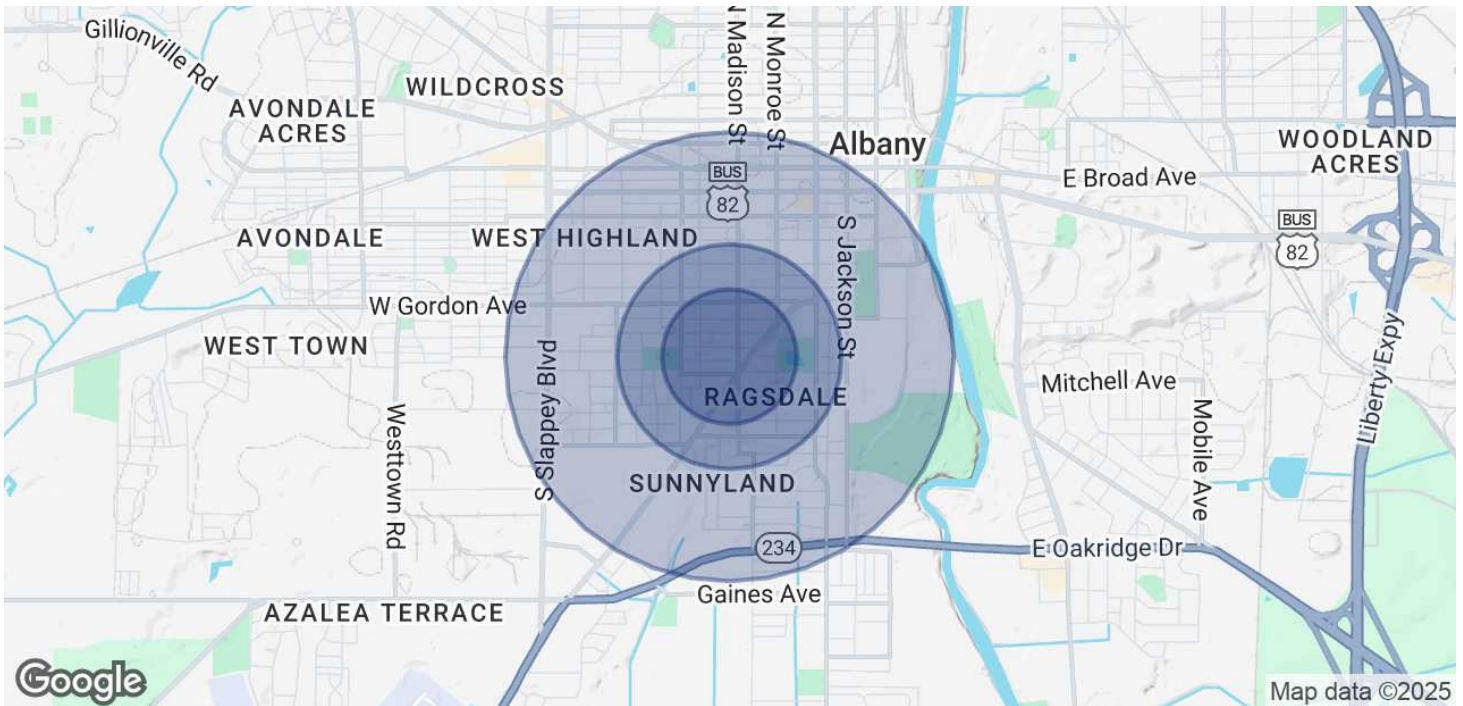 Gillionville Rd
N Madison St
N Monroe St
WILDCROSS
AVONDALE
ACRES
Albany
WOODLAND
ACRES
BUS
82
E Broad Ave
BUS
82
AVONDALE
WEST HIGHLAND
S Jackson St
W Gordon Ave
WEST TOWN
S Slappey Blvd
Mitchell Ave
Liberty Expy
RAGSDALE
Westtown Rd
Mobile Ave
SUNNYLAND
234
E Oakridge Dr
Gaines Ave
AZALEA TERRACE
Google
Map data ©2025